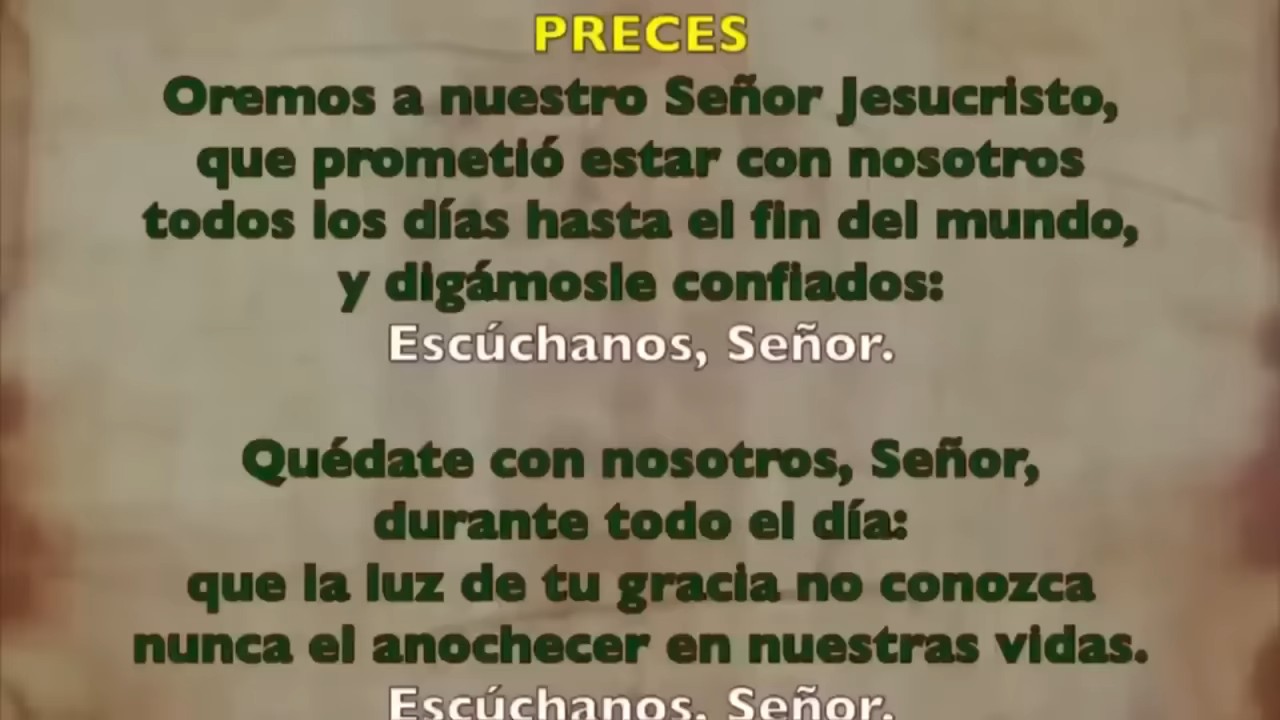 PRECES
Oremos a nuestro Señor Jesucristo,
que prometió estar con nosotros
todos los días hasta el fin del mundo,
y digámosle confiados:
Escúchanos, Señor.
Quédate con nosotros, Señor,
durante todo el día:
que la luz de tu gracia no conozca
nunca el anochecer en nuestras vidas.
Escúchanos, Señor.